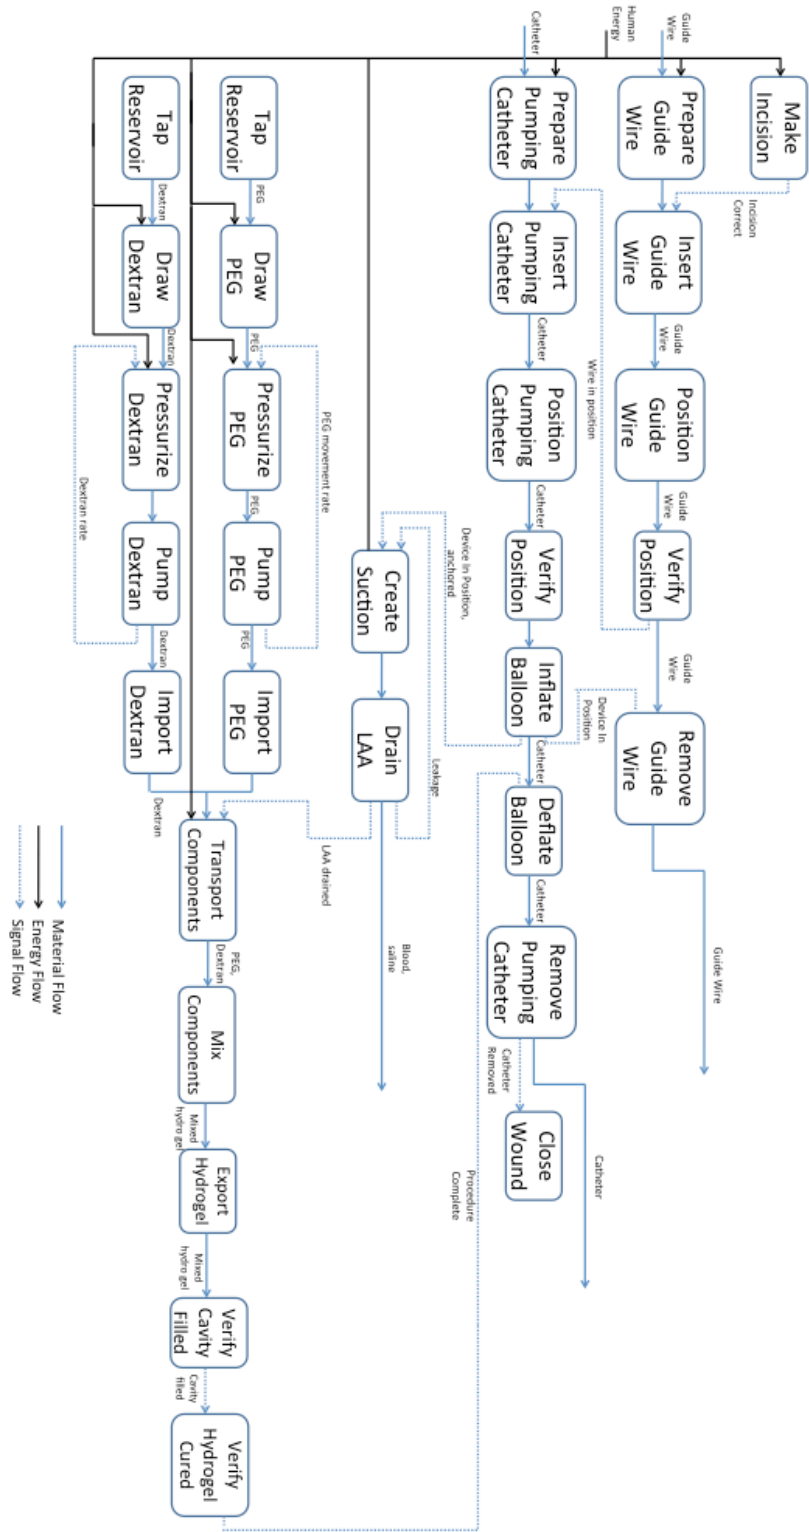 Make
Incision
Incision
Correct
Guide
Wire
Prepare
Guide
Wire
Insert
Guide
Wire
Guide
Wire
Position
Guide
Wire
Guide
Wire
Verify
Position
Guide
Wire
Remove
Guide
Wire
Guide Wire
Human
Energy
Wire in position
Device In
Position
Catheter
Prepare
Pumping
Catheter
Insert
Pumping
Catheter
Catheter
Position
Pumping
Catheter
Catheter
Verify
Position
Inflate
Balloon
Catheter
Deflate
Balloon
Catheter
Remove
Pumping
Catheter
Catheter
Catheter
Removed
Close
Wound
Device In Position,
anchored
Procedure
Complete
Create
Suction
Drain
LAA
Leakage
Blood,
saline
LAA drained
PEG movement rate
Tap
Reservoir
PEG
Draw
PEG
PEG
Pressurize
PEG
PEG
Pump
PEG
PEG
Import
PEG
Tap
Reservoir
Dextran
Draw
Dextran
Dextran
Pressurize
Dextran
Pump
Dextran
Dextran
Import
Dextran
Dextran
Dextran rate
Transport
Components
PEG,
Dextran
Mix
Components
Mixed
hydro gel
Export
Hydrogel
Mixed
hydro gel
Verify
Cavity
Filled
Cavity
filled
Verify
Hydrogel
Cured
Material Flow
Energy Flow
Signal Flow